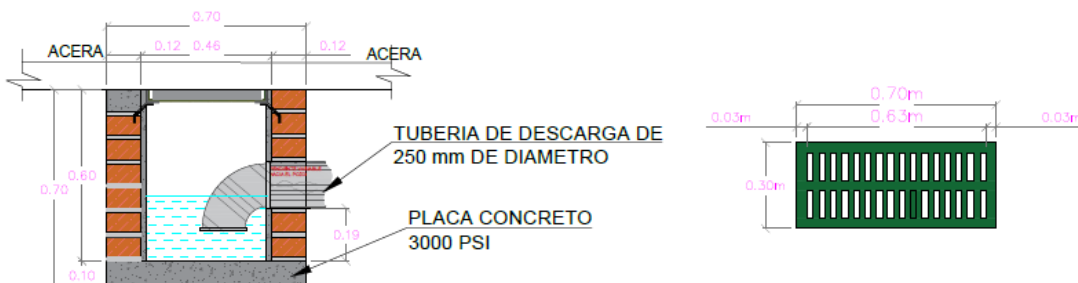 0.70
ACERA
0.12
0.46
0.12
ACERA
0.70
0.60
TUBERIA DE DESCARGA DE
250 mm DE DIAMETRO
0.19
PLACA CONCRETO
3000 PSI
0.10
0.70m
0.03m
0.63m
0.03m
0.30m